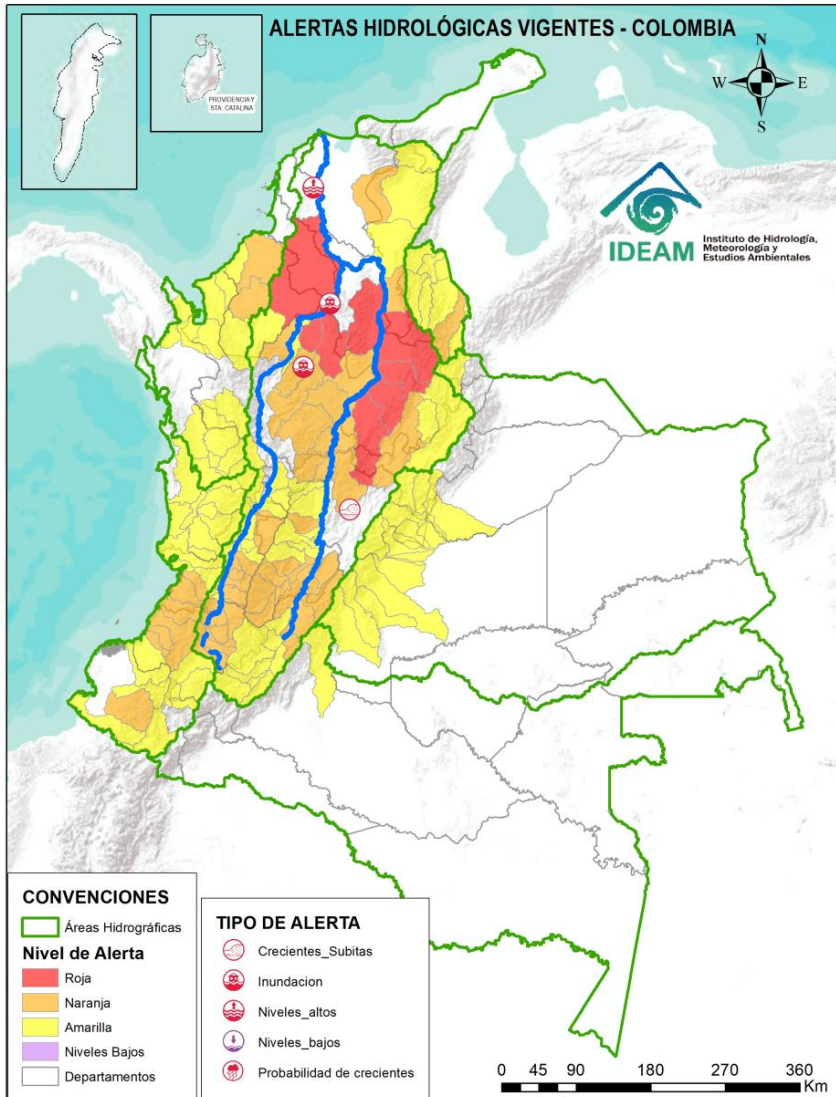 ALERTAS HIDROLÓGICAS VIGENTES - COLOMBIA
PROVIDENCIA Y
STA. CATALINA
N
W
E
S
IDEAM
Instituto de Hidrología,
Meteorología y
Estudios Ambientales
CONVENCIONES
Áreas Hidrográficas
Nivel de Alerta
Roja
Naranja
Amarilla
Niveles Bajos
Departamentos
TIPO DE ALERTA
Crecientes_Subitas
Inundacion
Niveles_altos
Niveles_bajos
Probabilidad de crecientes
0 45 90 180 270 360
Km